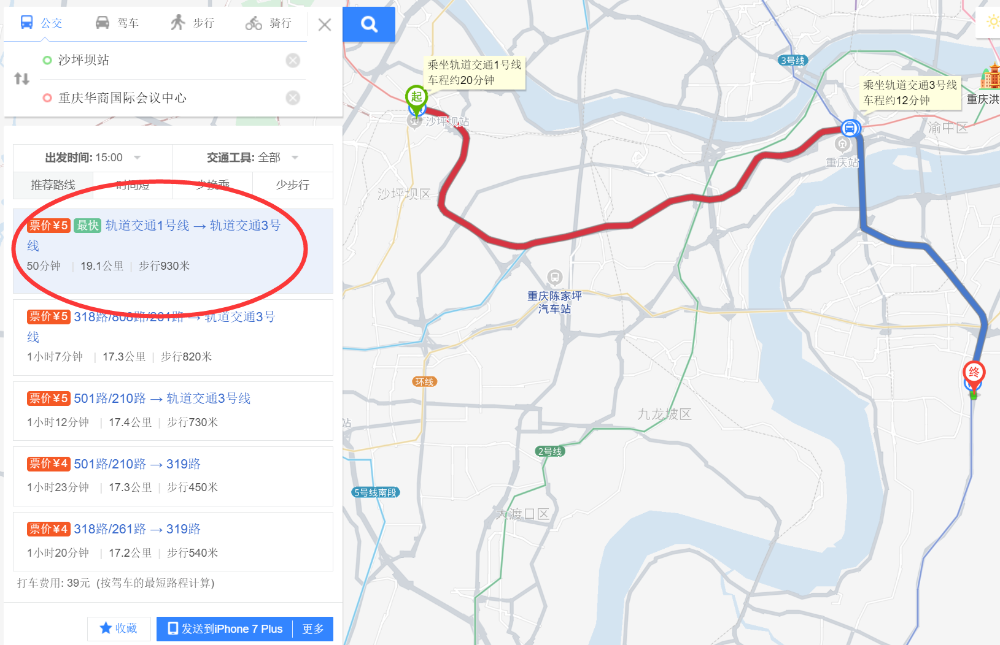 公交
驾车
步行
骑行
沙坪坝站
重庆华商国际会议中心
出发时间: 15:00
交通工具: 全部
推荐路线
时间短
少换乘
少步行
票价¥5 最快 轨道交通1号线 → 轨道交通3号
线
50分钟 | 19.1公里 | 步行930米
票价¥5 318路/808路/261路 → 轨道交通3号
线
1小时7分钟 | 17.3公里 | 步行820米
票价¥5 501路/210路 → 轨道交通3号线
1小时12分钟 | 17.4公里 | 步行730米
票价¥4 501路/210路 → 319路
1小时23分钟 | 17.3公里 | 步行450米
票价¥4 318路/261路 → 319路
1小时20分钟 | 17.2公里 | 步行540米
打车费用: 39元 (按驾车的最短路程计算)
收藏
发送到iPhone 7 Plus
更多
乘坐轨道交通1号线
车程约20分钟
起
沙坪坝站
3号线
乘坐轨道交通3号线
车程约12分钟
重庆洪
渝中区
重庆站
沙坪坝区
重庆陈家坪
汽车站
环线
终
九龙坡区
站
2号线
5号线南段
大渡口区